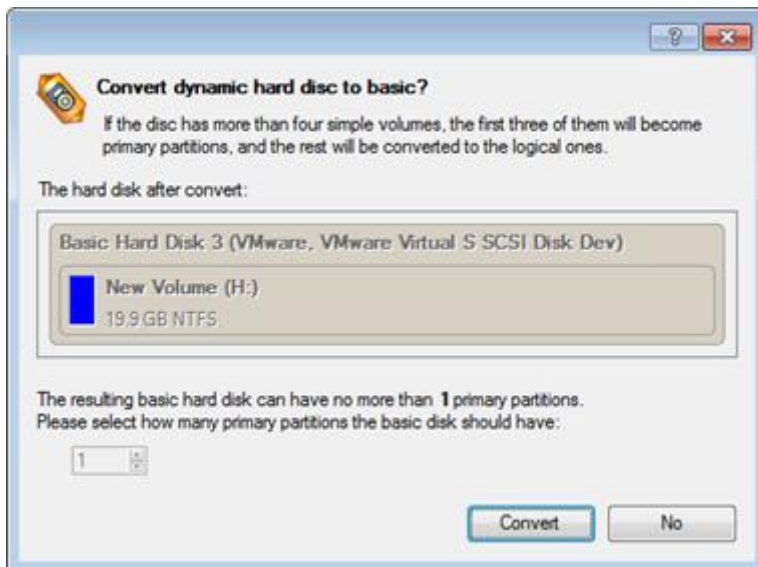 Convert dynamic hard disc to basic?
If the disc has more than four simple volumes, the first three of them will become
primary partitions, and the rest will be converted to the logical ones.
The hard disk after convert:
Basic Hard Disk 3 (VMware, VMware Virtual S SCSI Disk Dev)
New Volume (H:)
19.9 GB NTFS
The resulting basic hard disk can have no more than 1 primary partitions.
Please select how many primary partitions the basic disk should have:
1
Convert No